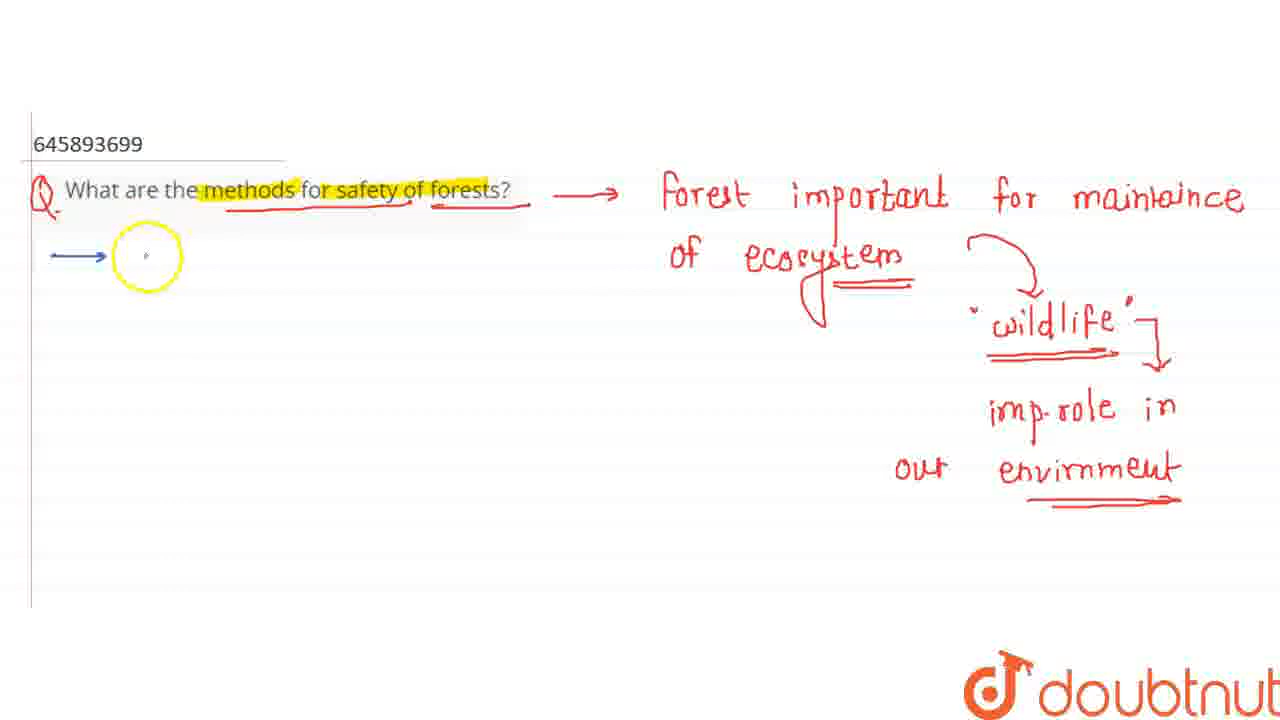 645893699
Q. What are the methods for safety of forests? → forest important for maintaince
of ecosystem
"wildlife"
imp. role in
our envirnment
doubtnut